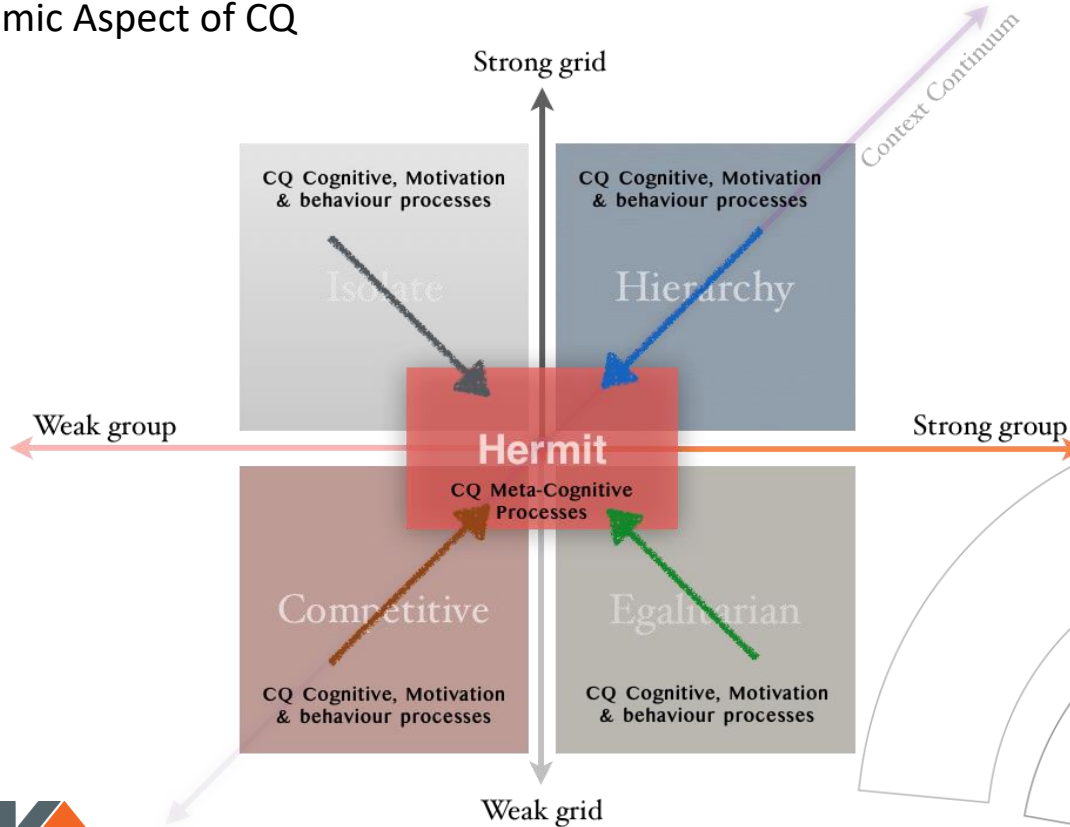 mic Aspect of CQ
Strong grid
Context Continuum
CQ Cognitive, Motivation
& behaviour processes
CQ Cognitive, Motivation
& behaviour processes
Isolate
Hierarchy
Weak group
Strong group
Hermit
CQ Meta-Cognitive
Processes
Competitive
Egalitarian
CQ Cognitive, Motivation
& behaviour processes
CQ Cognitive, Motivation
& behaviour processes
Weak grid